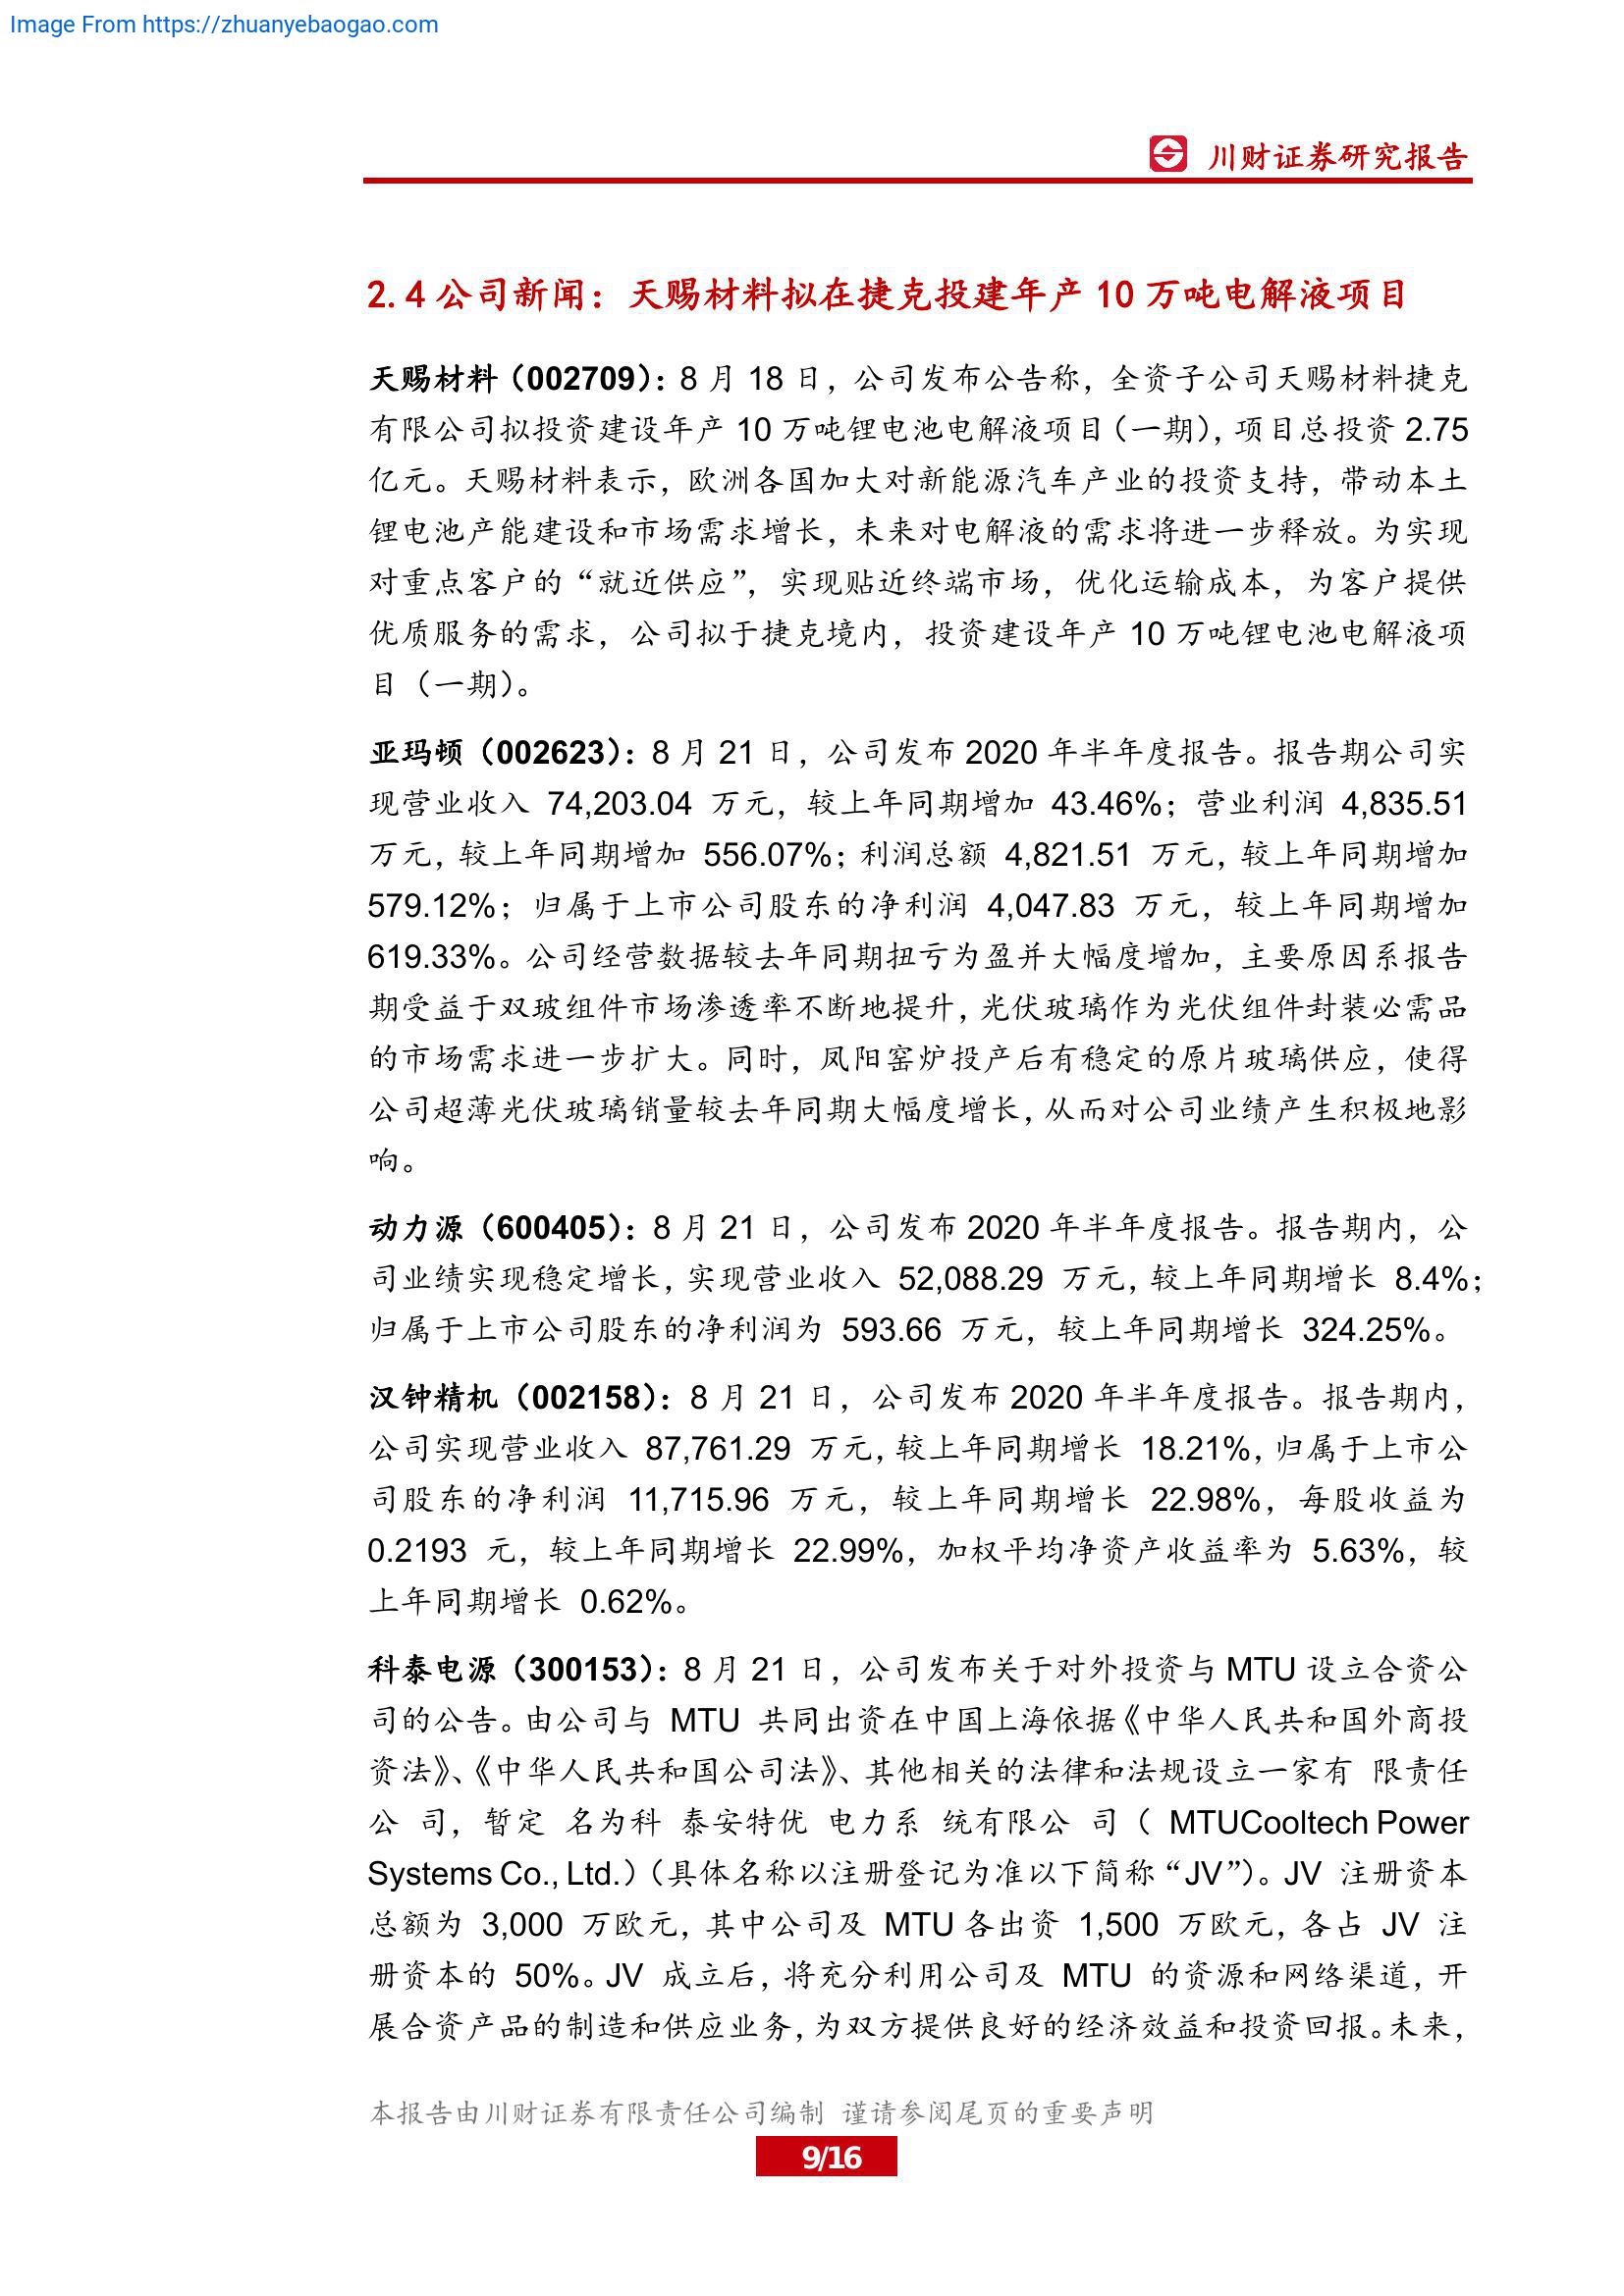 Image From https://zhuanyebaogao.com
川财证券研究报告
2.4 公司新闻：天赐材料拟在捷克投建年产 10 万吨电解液项目
天赐材料（002709）：8 月 18 日，公司发布公告称，全资子公司天赐材料捷克
有限公司拟投资建设年产 10 万吨锂电池电解液项目（一期），项目总投资 2.75
亿元。天赐材料表示，欧洲各国加大对新能源汽车产业的投资支持，带动本土
锂电池产能建设和市场需求增长，未来对电解液的需求将进一步释放。为实现
对重点客户的“就近供应”，实现贴近终端市场，优化运输成本，为客户提供
优质服务的需求，公司拟于捷克境内，投资建设年产 10 万吨锂电池电解液项
目（一期）。
亚玛顿（002623）：8 月 21 日，公司发布 2020 年半年度报告。报告期公司实
现营业收入 74,203.04 万元，较上年同期增加 43.46%；营业利润 4,835.51
万元，较上年同期增加 556.07%；利润总额 4,821.51 万元，较上年同期增加
579.12%；归属于上市公司股东的净利润 4,047.83 万元，较上年同期增加
619.33%。公司经营数据较去年同期扭亏为盈并大幅度增加，主要原因系报告
期受益于双玻组件市场渗透率不断地提升，光伏玻璃作为光伏组件封装必需品
的市场需求进一步扩大。同时，凤阳窑炉投产后有稳定的原片玻璃供应，使得
公司超薄光伏玻璃销量较去年同期大幅度增长，从而对公司业绩产生积极地影
响。
动力源（600405）：8 月 21 日，公司发布 2020 年半年度报告。报告期内，公
司业绩实现稳定增长，实现营业收入 52,088.29 万元，较上年同期增长 8.4%；
归属于上市公司股东的净利润为 593.66 万元，较上年同期增长 324.25%。
汉钟精机（002158）：8 月 21 日，公司发布 2020 年半年度报告。报告期内，
公司实现营业收入 87,761.29 万元，较上年同期增长 18.21%，归属于上市公
司股东的净利润 11,715.96 万元，较上年同期增长 22.98%，每股收益为
0.2193 元，较上年同期增长 22.99%，加权平均净资产收益率为 5.63%，较
上年同期增长 0.62%。
科泰电源（300153）：8 月 21 日，公司发布关于对外投资与 MTU 设立合资公
司的公告。由公司与 MTU 共同出资在中国上海依据《中华人民共和国外商投
资法》、《中华人民共和国公司法》、其他相关的法律和法规设立一家有 限责任
公 司，暂定 名为科 泰安特优 电力系 统有限公 司（ MTUCooltech Power
Systems Co., Ltd.）（具体名称以注册登记为准以下简称“JV”）。JV 注册资本
总额为 3,000 万欧元，其中公司及 MTU 各出资 1,500 万欧元，各占 JV 注
册资本的 50%。JV 成立后，将充分利用公司及 MTU 的资源和网络渠道，开
展合资产品的制造和供应业务，为双方提供良好的经济效益和投资回报。未来，
本报告由川财证券有限责任公司编制 谨请参阅尾页的重要声明
9/16